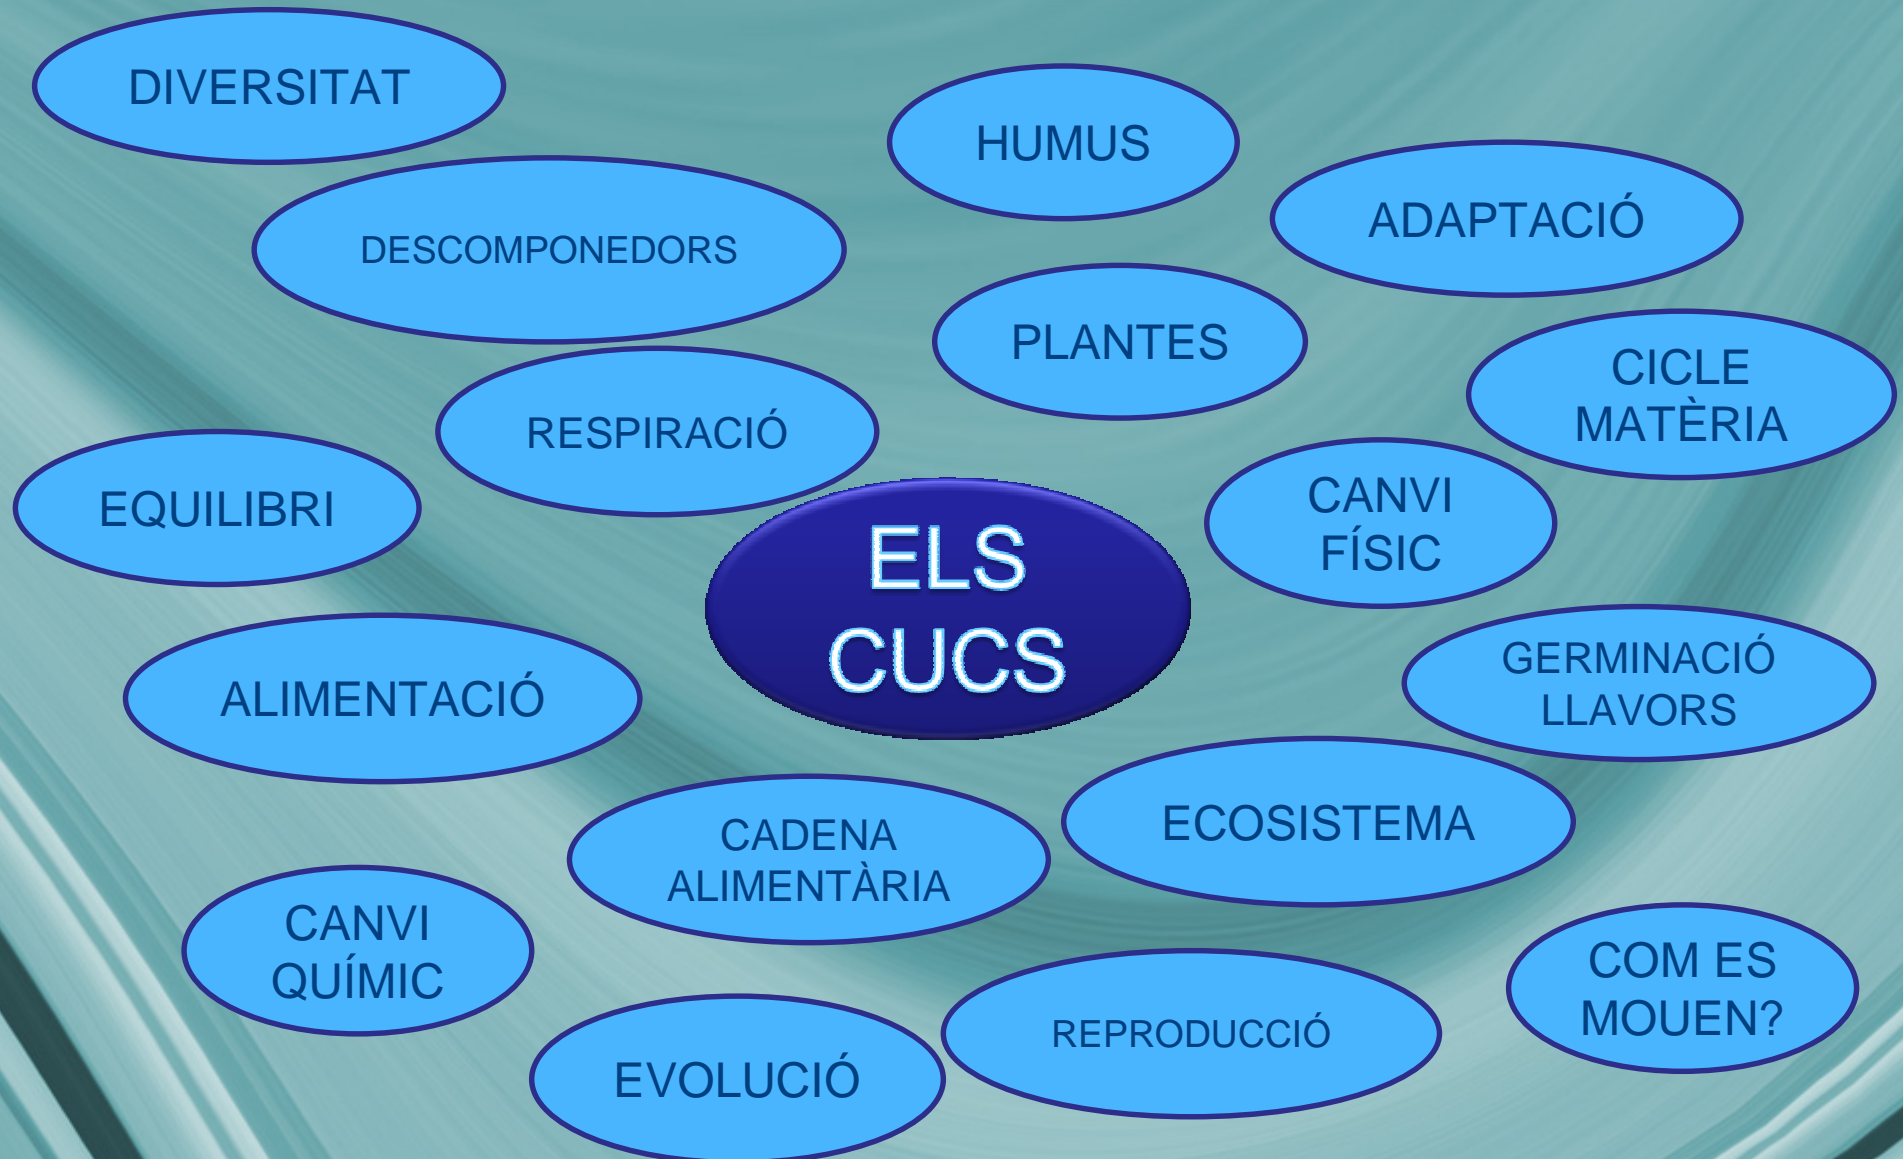 DIVERSITAT
HUMUS
ADAPTACIÓ
DESCOMPONEDORS
PLANTES
CICLE
MATÈRIA
RESPIRACIÓ
EQUILIBRI
CANVI
FÍSIC
ELS
CUCS
GERMINACIÓ
LLAVORS
ALIMENTACIÓ
ECOSISTEMA
CADENA
ALIMENTÀRIA
CANVI
QUÍMIC
COM ES
MOUEN?
REPRODUCCIÓ
EVOLUCIÓ